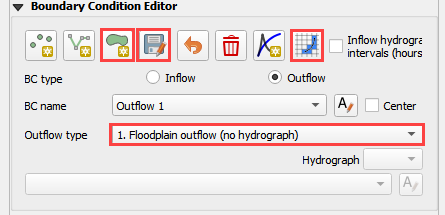 Boundary Condition Editor
Inflow hydrogra
intervals (hours
BC type
Inflow
Outflow
BC name
Outflow 1
A
Center
Outflow type
1. Floodplain outflow (no hydrograph)
Hydrograph
A